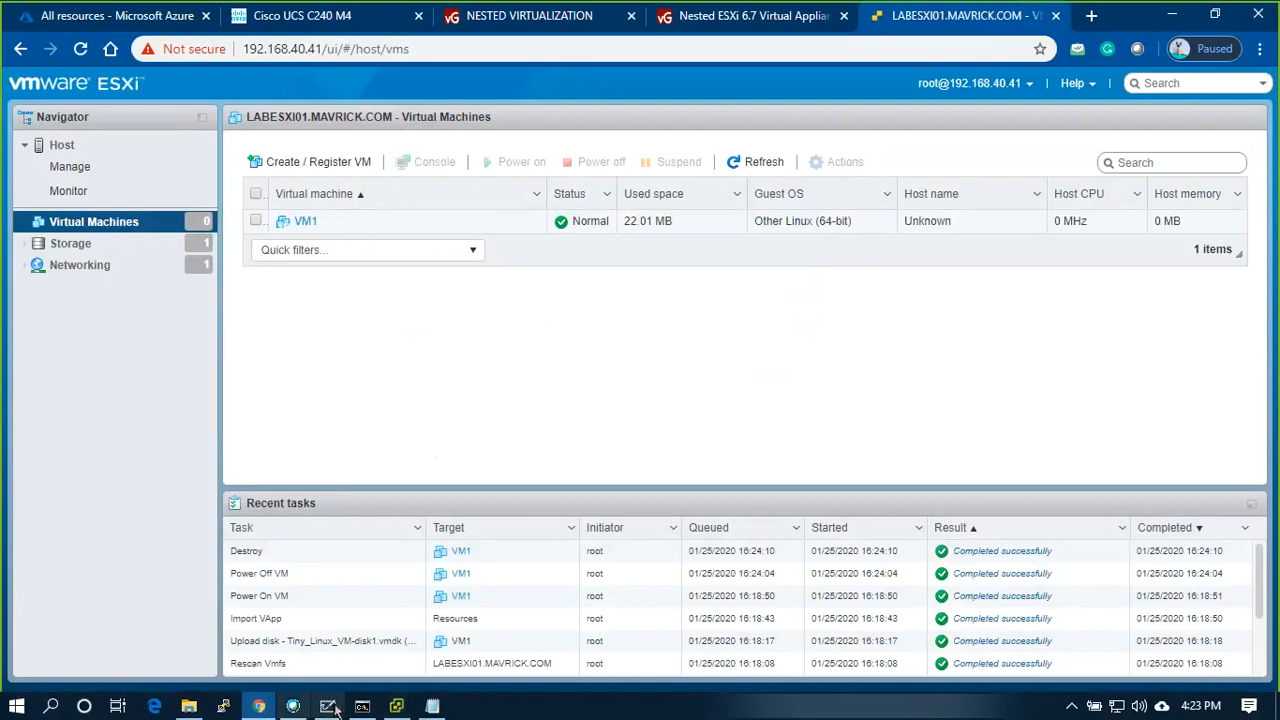 All resources - Microsoft Azure
Cisco UCS C240 M4
NESTED VIRTUALIZATION
Nested ESXi 6.7 Virtual Applian
LABESXI01.MAVRICK.COM - VI
Not secure
192.168.40.41/ui/#/host/vms
Paused
vmware ESXi™
root@192.168.40.41
Help
Search
Navigator
LABESXI01.MAVRICK.COM - Virtual Machines
Host
Manage
Monitor
Virtual Machines 0
Storage 1
Networking 1
Create / Register VM
Console
Power on
Power off
Suspend
Refresh
Actions
Search
Virtual machine Status Used space Guest OS Host name Host CPU Host memory
VM1 Normal 22.01 MB Other Linux (64-bit) Unknown 0 MHz 0 MB
Quick filters...
1 items
Recent tasks
Task Target Initiator Queued Started Result Completed
Destroy VM1 root 01/25/2020 16:24:10 01/25/2020 16:24:10 Completed successfully 01/25/2020 16:24:10
Power Off VM VM1 root 01/25/2020 16:24:04 01/25/2020 16:24:04 Completed successfully 01/25/2020 16:24:04
Power On VM VM1 root 01/25/2020 16:18:50 01/25/2020 16:18:50 Completed successfully 01/25/2020 16:18:51
Import VApp Resources root 01/25/2020 16:18:43 01/25/2020 16:18:43 Completed successfully 01/25/2020 16:18:50
Upload disk - Tiny_Linux_VM-disk1.vmdk (... VM1 root 01/25/2020 16:18:17 01/25/2020 16:18:17 Completed successfully 01/25/2020 16:18:18
Rescan Vmfs LABESXI01.MAVRICK.COM root 01/25/2020 16:18:08 01/25/2020 16:18:08 Completed successfully 01/25/2020 16:18:08
4:23 PM